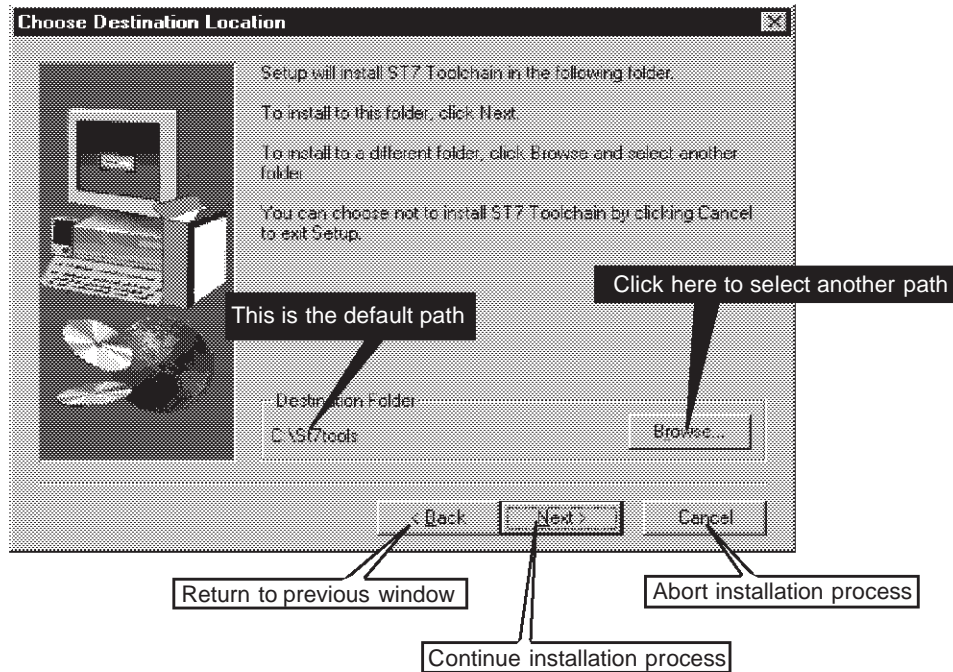 Choose Destination Location
Setup will install ST7 Toolchain in the following folder.
To install to this folder, click Next.
To install to a different folder, click Browse and select another
folder.
You can choose not to install ST7 Toolchain by clicking Cancel
to exit Setup.
Click here to select another path
This is the default path
Destination Folder
C:\St7tools
Browse...
< Back
Next >
Cancel
Return to previous window
Abort installation process
Continue installation process